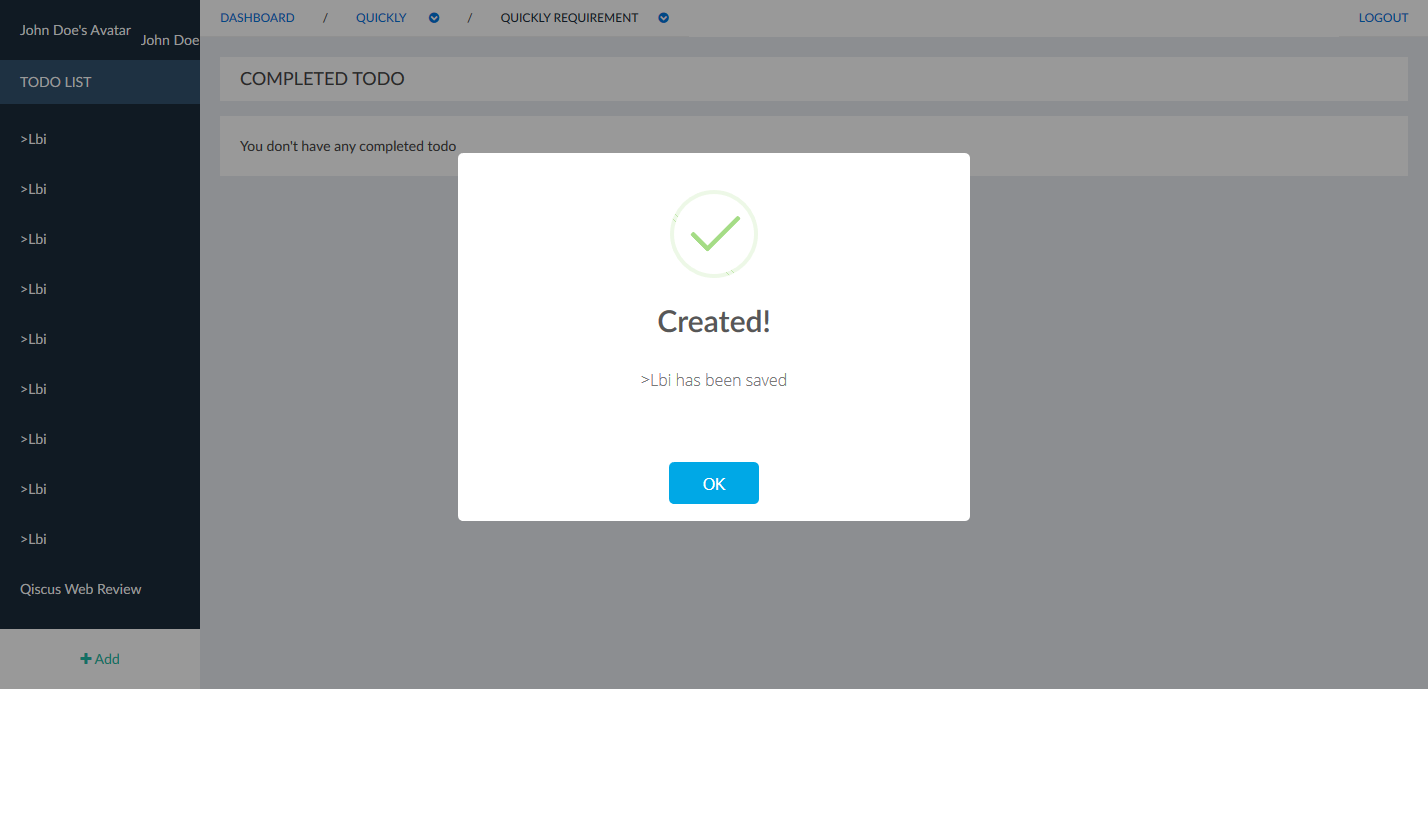 John Doe's Avatar
John Doe
TODO LIST
>Lbi
>Lbi
>Lbi
>Lbi
>Lbi
>Lbi
>Lbi
>Lbi
>Lbi
Qiscus Web Review
Add
DASHBOARD / QUICKLY / QUICKLY REQUIREMENT LOGOUT
COMPLETED TODO
You don't have any completed todo
Created!
>Lbi has been saved
OK